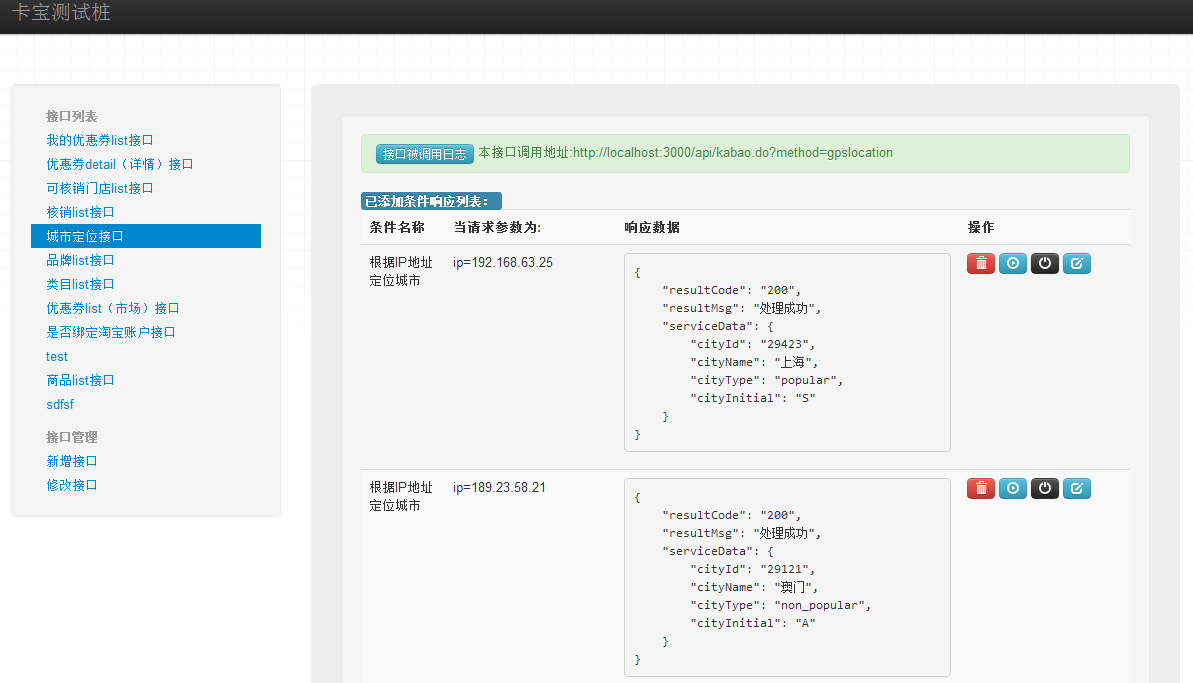 卡宝测试桩
接口列表
我的优惠券list接口
优惠券detail（详情）接口
可核销门店list接口
核销list接口
城市定位接口
品牌list接口
类目list接口
优惠券list（市场）接口
是否绑定淘宝账户接口
test
商品list接口
sdfsf
接口管理
新增接口
修改接口
接口被调用日志 本接口调用地址:http://localhost:3000/api/kabao.do?method=gpslocation
已添加条件响应列表：
条件名称 当请求参数为: 响应数据 操作
根据IP地址
定位城市
ip=192.168.63.25
{
"resultCode": "200",
"resultMsg": "处理成功",
"serviceData": {
"cityId": "29423",
"cityName": "上海",
"cityType": "popular",
"cityInitial": "S"
}
}
根据IP地址
定位城市
ip=189.23.58.21
{
"resultCode": "200",
"resultMsg": "处理成功",
"serviceData": {
"cityId": "29121",
"cityName": "澳门",
"cityType": "non_popular",
"cityInitial": "A"
}
}